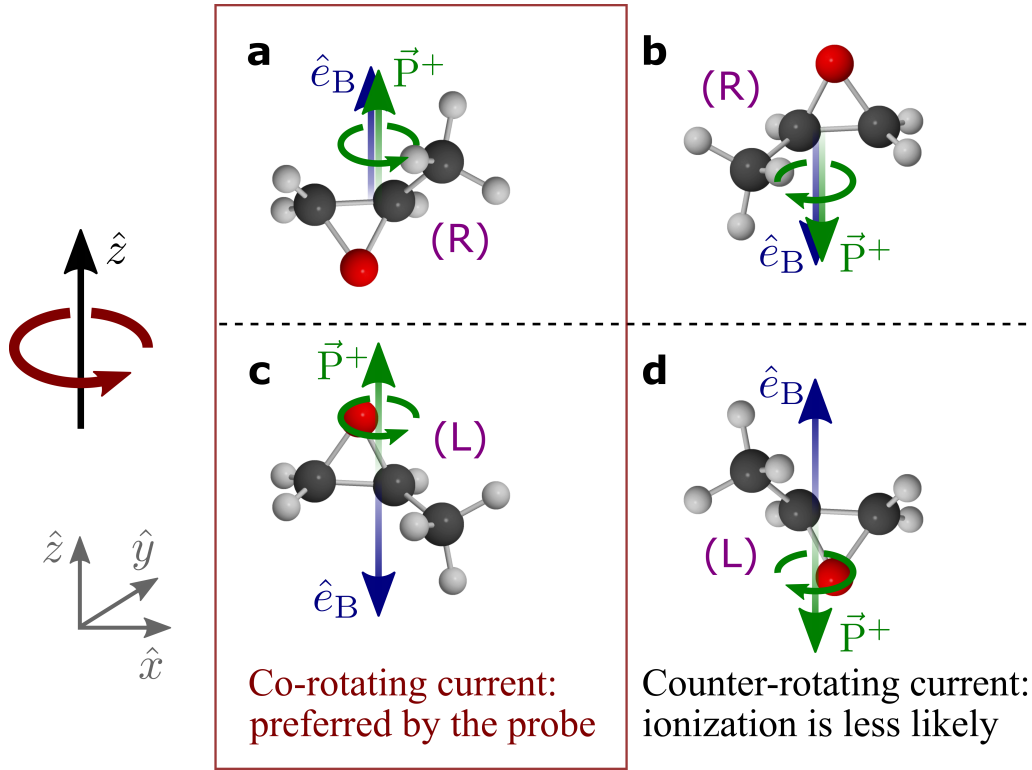 a
ê_B P⃗⁺
(R)
b
(R)
ê_B P⃗⁺
ẑ
c
P⃗⁺
(L)
ê_B
d
ê_B
(L)
P⃗⁺
ẑ ŷ
x̂
Co-rotating current:
preferred by the probe
Counter-rotating current:
ionization is less likely